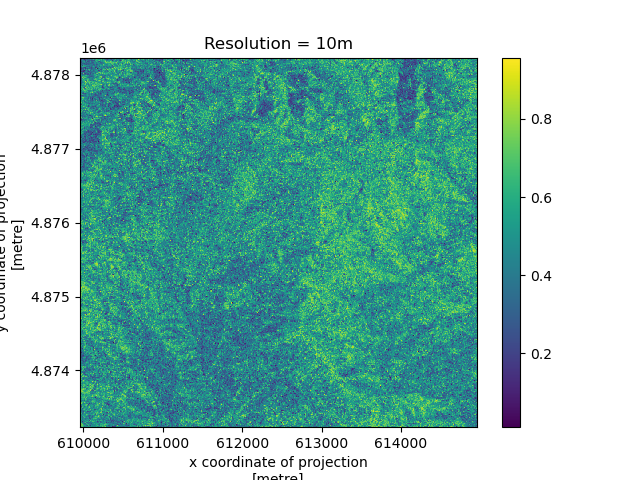 Resolution = 10m
1e6
4.878
4.877
4.876
4.875
4.874
y coordinate of projection
[metre]
610000 611000 612000 613000 614000
x coordinate of projection
[metre]
0.8
0.6
0.4
0.2